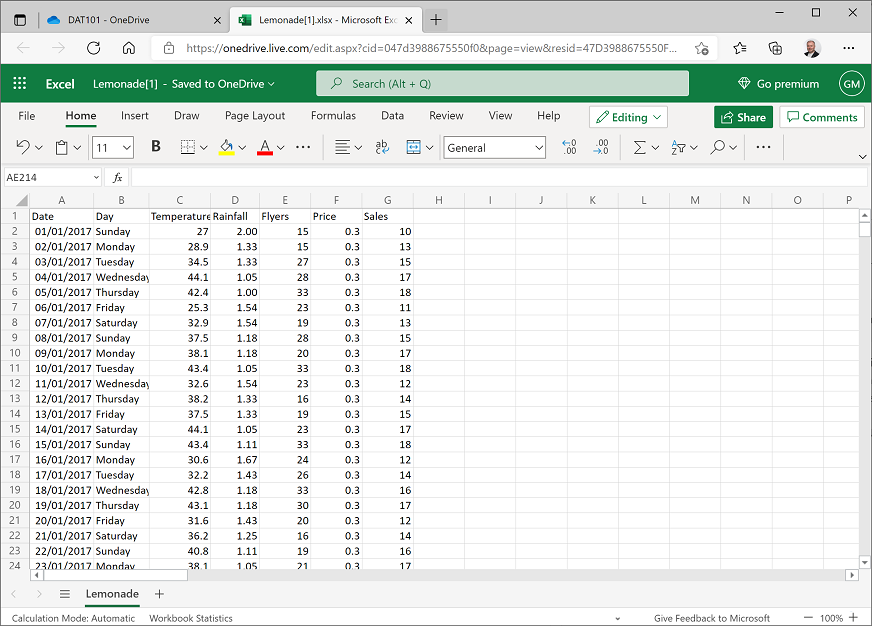 DAT101 - OneDrive Lemonade[1].xlsx - Microsoft Exc
https://onedrive.live.com/edit.aspx?cid=047d3988675550f0&page=view&resid=47D3988675550F...
Excel Lemonade[1] - Saved to OneDrive Search (Alt + Q) Go premium GM
File Home Insert Draw Page Layout Formulas Data Review View Help Editing Share Comments
11 B A ab General .00 .00
AE214 fx
A B C D E F G H I J K L M N O P
1 Date Day Temperature Rainfall Flyers Price Sales
2 01/01/2017 Sunday 27 2.00 15 0.3 10
3 02/01/2017 Monday 28.9 1.33 15 0.3 13
4 03/01/2017 Tuesday 34.5 1.33 27 0.3 15
5 04/01/2017 Wednesday 44.1 1.05 28 0.3 17
6 05/01/2017 Thursday 42.4 1.00 33 0.3 18
7 06/01/2017 Friday 25.3 1.54 23 0.3 11
8 07/01/2017 Saturday 32.9 1.54 19 0.3 13
9 08/01/2017 Sunday 37.5 1.18 28 0.3 15
10 09/01/2017 Monday 38.1 1.18 20 0.3 17
11 10/01/2017 Tuesday 43.4 1.05 33 0.3 18
12 11/01/2017 Wednesday 32.6 1.54 23 0.3 12
13 12/01/2017 Thursday 38.2 1.33 16 0.3 14
14 13/01/2017 Friday 37.5 1.33 19 0.3 15
15 14/01/2017 Saturday 44.1 1.05 23 0.3 17
16 15/01/2017 Sunday 43.4 1.11 33 0.3 18
17 16/01/2017 Monday 30.6 1.67 24 0.3 12
18 17/01/2017 Tuesday 32.2 1.43 26 0.3 14
19 18/01/2017 Wednesday 42.8 1.18 33 0.3 16
20 19/01/2017 Thursday 43.1 1.18 30 0.3 17
21 20/01/2017 Friday 31.6 1.43 20 0.3 12
22 21/01/2017 Saturday 36.2 1.25 16 0.3 14
23 22/01/2017 Sunday 40.8 1.11 19 0.3 16
24 23/01/2017 Monday 38.1 1.05 21 0.3 17
Lemonade
Calculation Mode: Automatic Workbook Statistics Give Feedback to Microsoft 100%